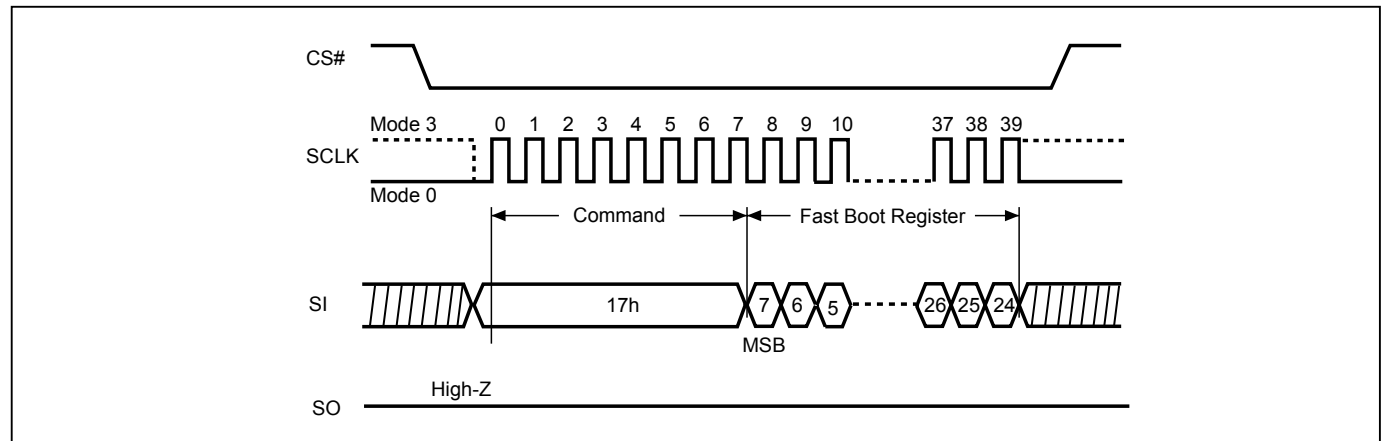 CS#
Mode 3 0 1 2 3 4 5 6 7 8 9 10 37 38 39
SCLK
Mode 0
Command Fast Boot Register
SI 17h 7 6 5 26 25 24
MSB
High-Z
SO